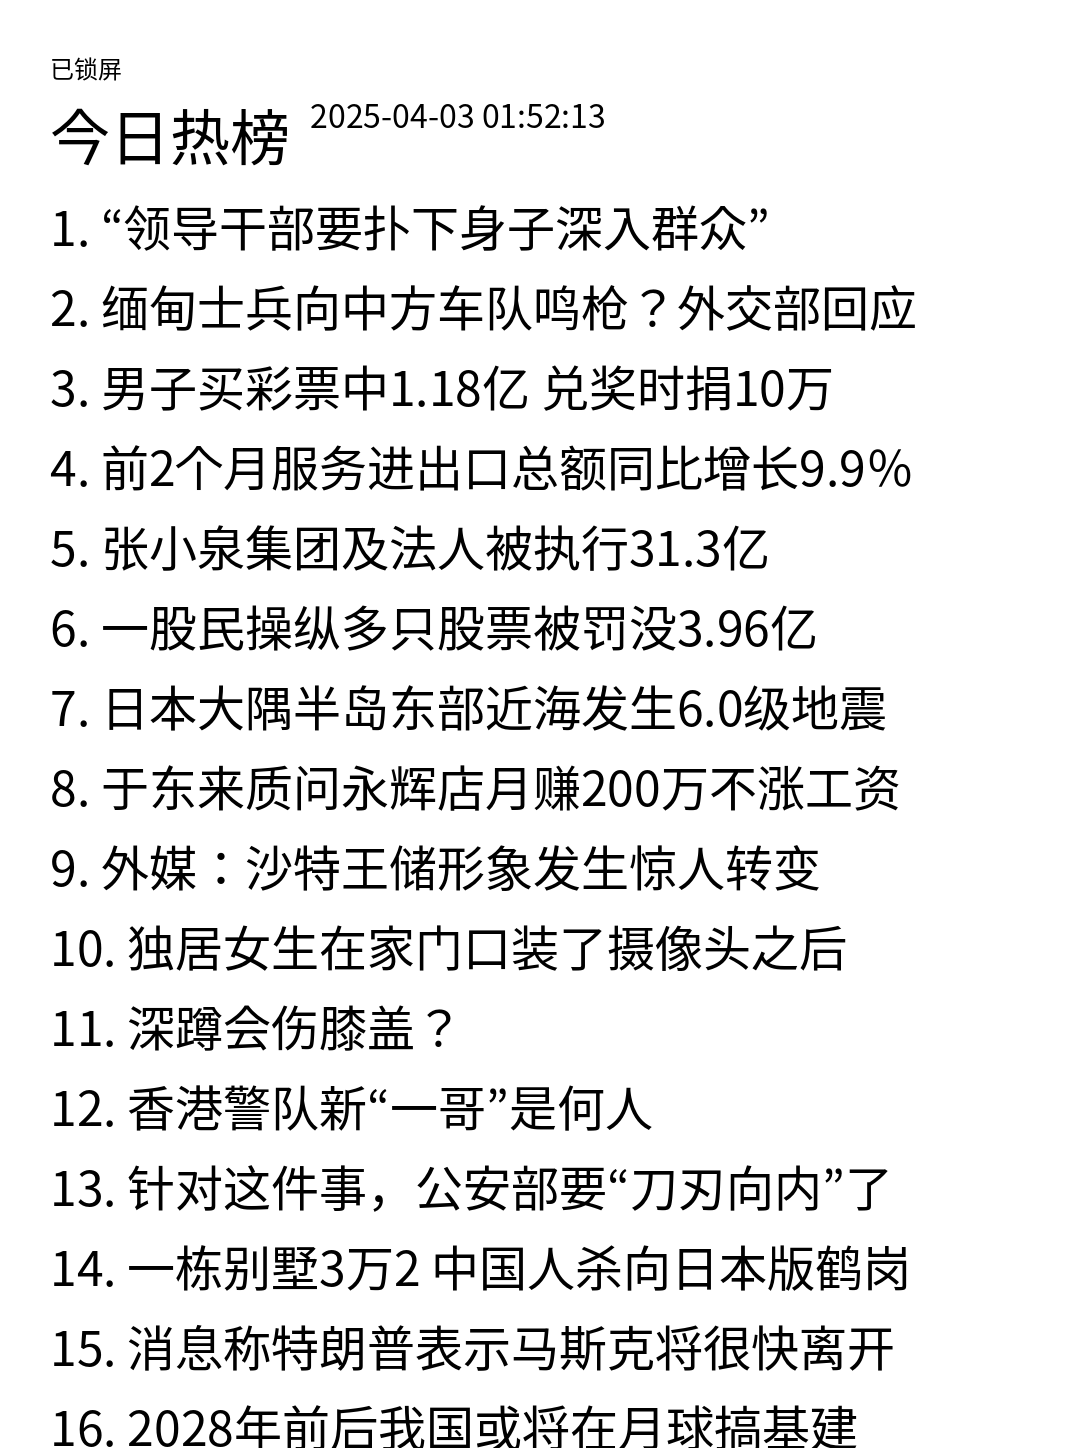 已锁屏
今日热榜 2025-04-03 01:52:13
1. “领导干部要扑下身子深入群众”
2. 缅甸士兵向中方车队鸣枪？外交部回应
3. 男子买彩票中1.18亿 兑奖时捐10万
4. 前2个月服务进出口总额同比增长9.9%
5. 张小泉集团及法人被执行31.3亿
6. 一股民操纵多只股票被罚没3.96亿
7. 日本大隅半岛东部近海发生6.0级地震
8. 于东来质问永辉店月赚200万不涨工资
9. 外媒：沙特王储形象发生惊人转变
10. 独居女生在家门口装了摄像头之后
11. 深蹲会伤膝盖？
12. 香港警队新“一哥”是何人
13. 针对这件事，公安部要“刀刃向内”了
14. 一栋别墅3万2 中国人杀向日本版鹤岗
15. 消息称特朗普表示马斯克将很快离开
16. 2028年前后我国或将在月球搞基建